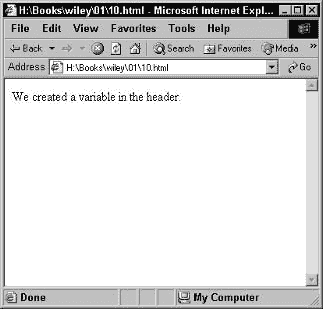 H:\Books\wiley\01\10.html - Microsoft Internet Expl...
File Edit View Favorites Tools Help
Back Search Favorites Media »
Address H:\Books\wiley\01\10.html Go
We created a variable in the header.
Done My Computer